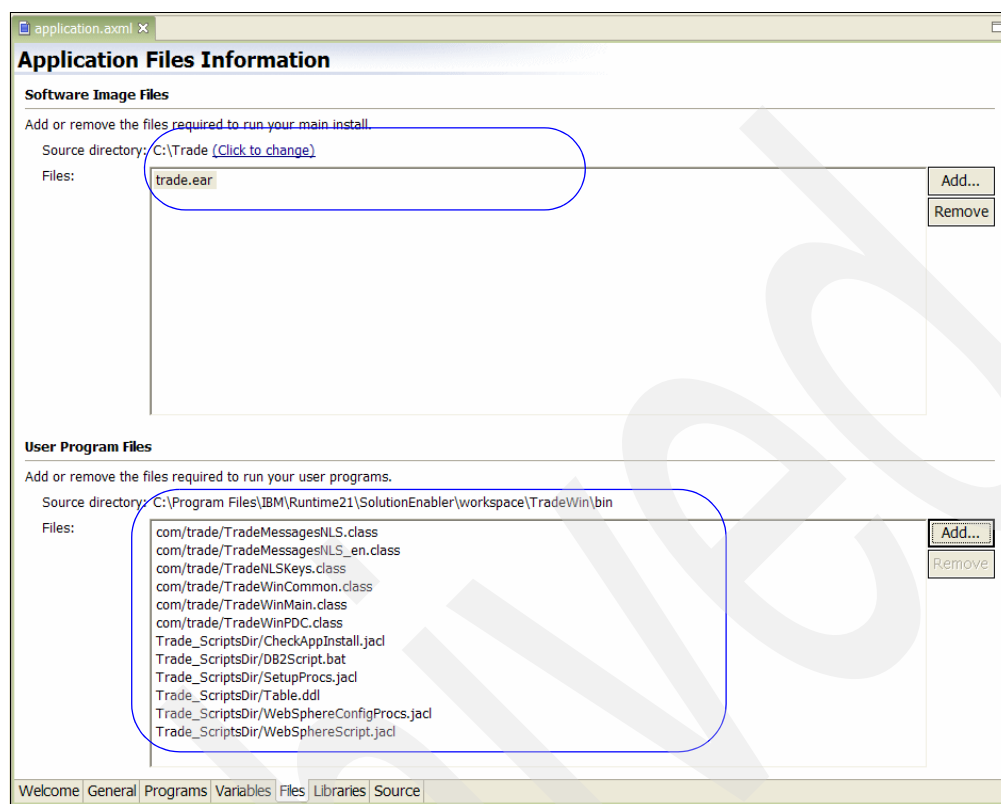 application.axml
Application Files Information
Software Image Files
Add or remove the files required to run your main install.
Source directory: C:\Trade (Click to change)
Files:
trade.ear
Add...
Remove
User Program Files
Add or remove the files required to run your user programs.
Source directory: C:\Program Files\IBM\Runtime21\SolutionEnabler\workspace\TradeWin\bin
Files:
com/trade/TradeMessagesNLS.class
com/trade/TradeMessagesNLS_en.class
com/trade/TradeNLSKeys.class
com/trade/TradeWinCommon.class
com/trade/TradeWinMain.class
com/trade/TradeWinPDC.class
Trade_ScriptsDir/CheckAppInstall.jacl
Trade_ScriptsDir/DB2Script.bat
Trade_ScriptsDir/SetupProcs.jacl
Trade_ScriptsDir/Table.ddl
Trade_ScriptsDir/WebSphereConfigProcs.jacl
Trade_ScriptsDir/WebSphereScript.jacl
Add...
Remove
Welcome General Programs Variables Files Libraries Source